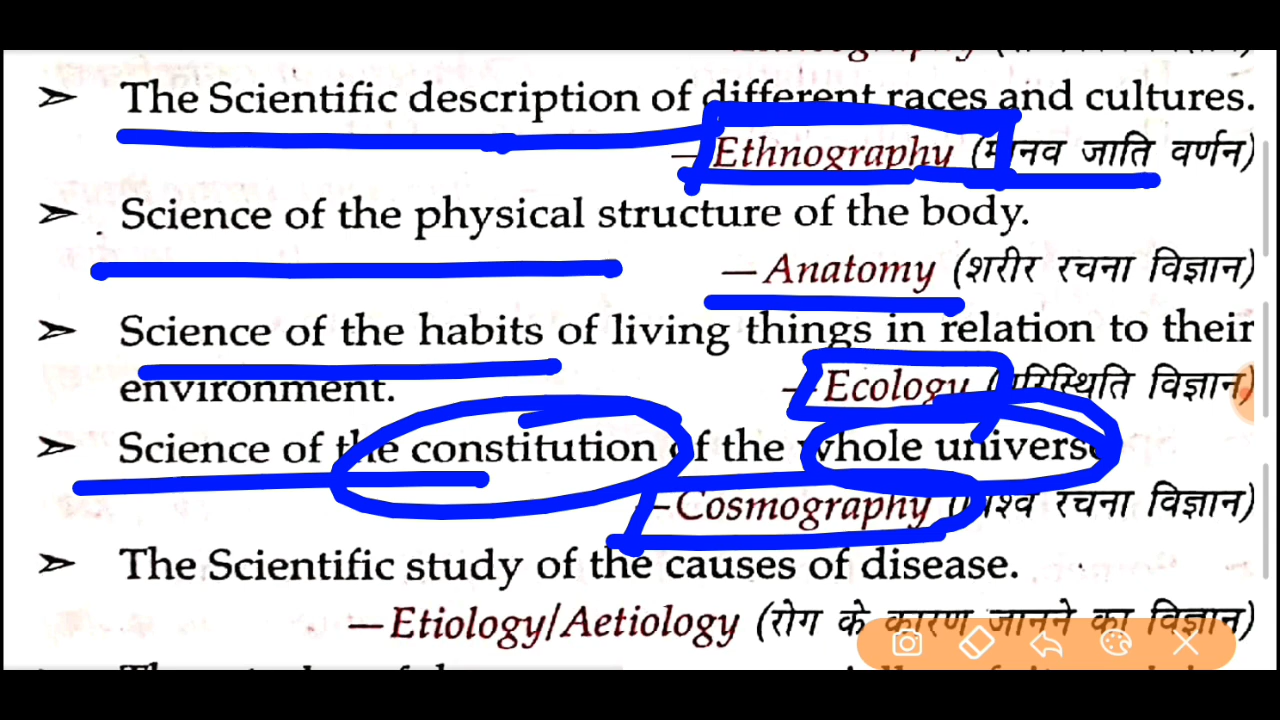 ➢ The Scientific description of different races and cultures.
—Ethnography (मानव जाति वर्णन)
➢ Science of the physical structure of the body.
—Anatomy (शरीर रचना विज्ञान)
➢ Science of the habits of living things in relation to their
environment. —Ecology (परिस्थिति विज्ञान)
➢ Science of the constitution of the whole universe
—Cosmography (विश्व रचना विज्ञान)
➢ The Scientific study of the causes of disease.
—Etiology/Aetiology (रोग के कारण जानने का विज्ञान)